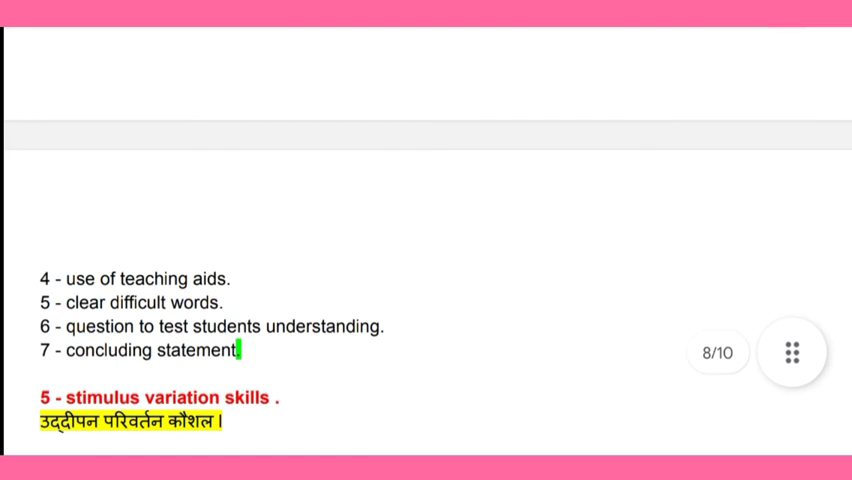 4 - use of teaching aids.
5 - clear difficult words.
6 - question to test students understanding.
7 - concluding statement.
8/10
5 - stimulus variation skills .
उद्दीपन परिवर्तन कौशल ।